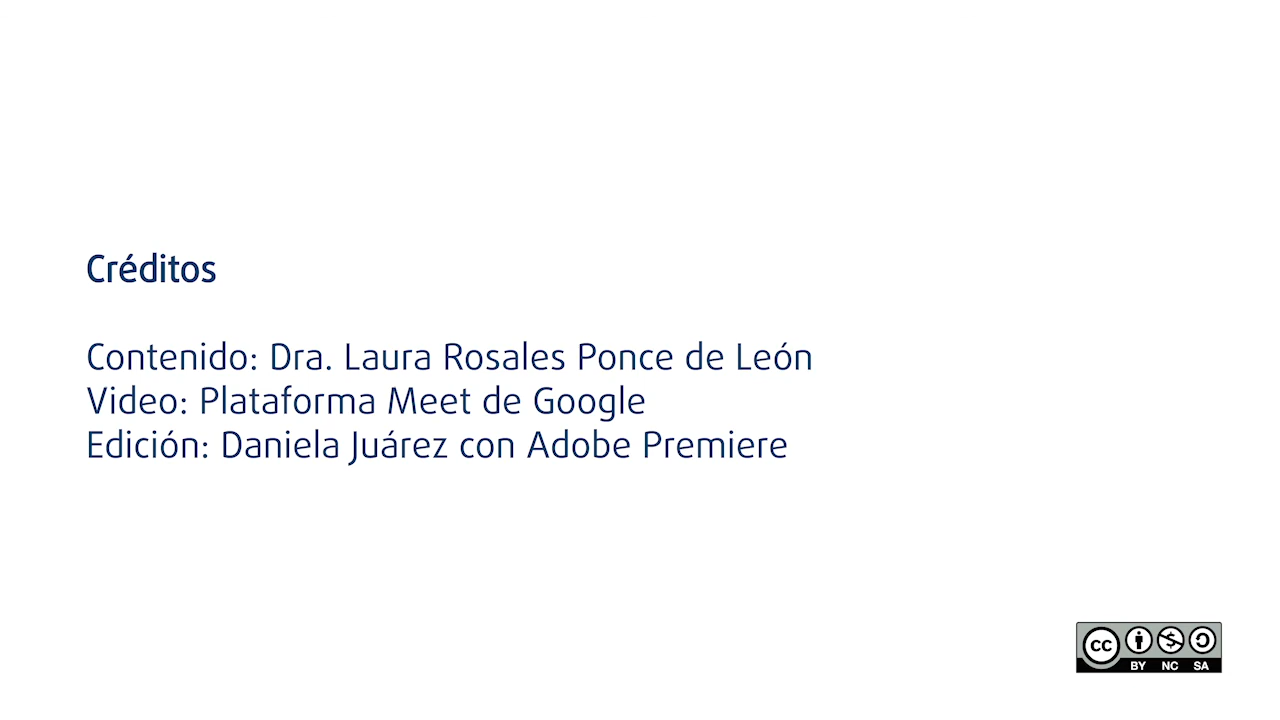 Créditos
Contenido: Dra. Laura Rosales Ponce de León
Video: Plataforma Meet de Google
Edición: Daniela Juárez con Adobe Premiere
cc
BY NC SA